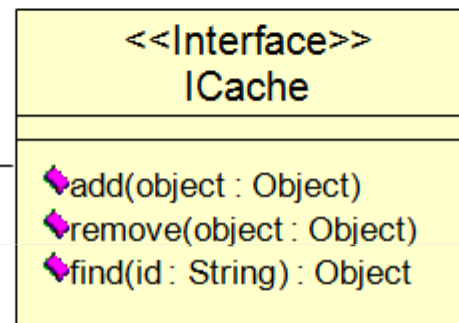 <<Interface>>
ICache
add(object : Object)
remove(object : Object)
find(id : String) : Object